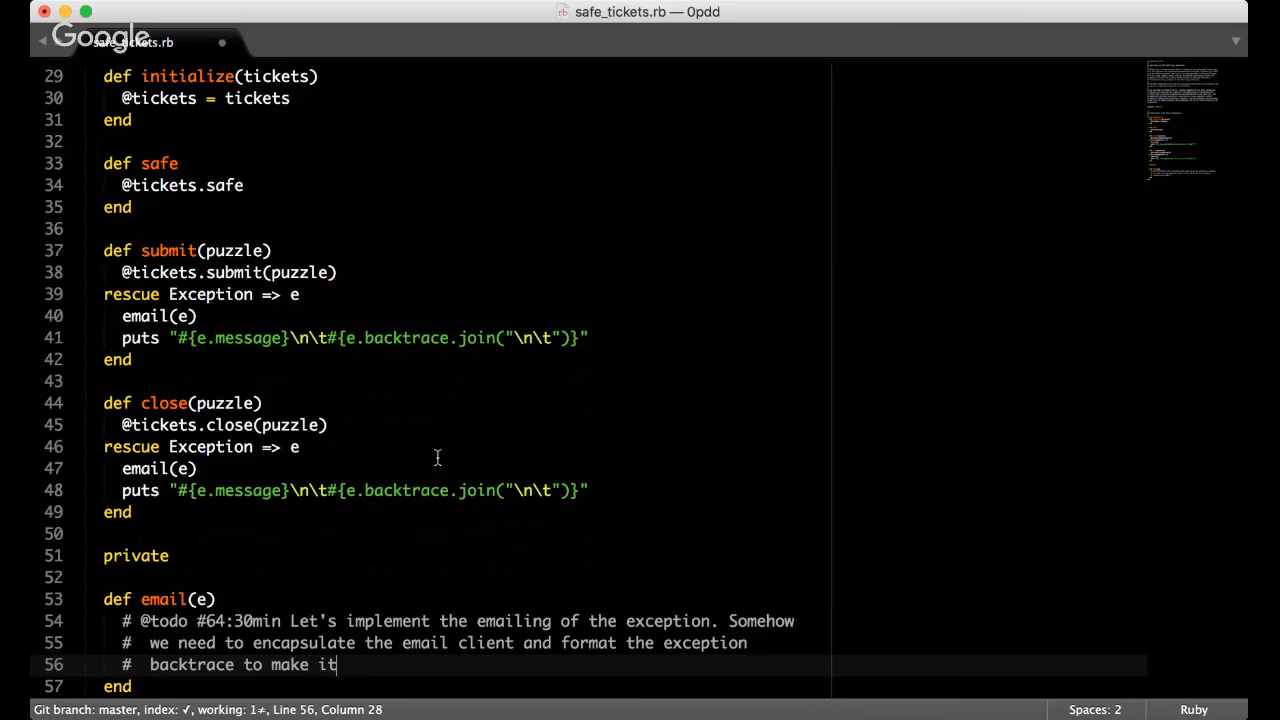 safe_tickets.rb — 0pdd
Google
safe_tickets.rb
29 def initialize(tickets)
30 @tickets = tickets
31 end
32
33 def safe
34 @tickets.safe
35 end
36
37 def submit(puzzle)
38 @tickets.submit(puzzle)
39 rescue Exception => e
40 email(e)
41 puts "#{e.message}\n\t#{e.backtrace.join("\n\t")}"
42 end
43
44 def close(puzzle)
45 @tickets.close(puzzle)
46 rescue Exception => e
47 email(e)
48 puts "#{e.message}\n\t#{e.backtrace.join("\n\t")}"
49 end
50
51 private
52
53 def email(e)
54 # @todo #64:30min Let's implement the emailing of the exception. Somehow
55 #  we need to encapsulate the email client and format the exception
56 #  backtrace to make it
57 end
Git branch: master, index: ✓, working: 1≠, Line 56, Column 28
Spaces: 2
Ruby